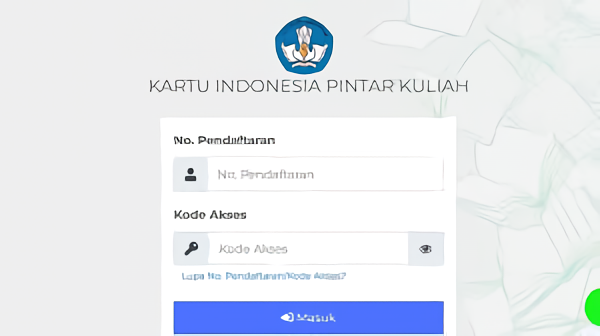 KARTU INDONESIA PINTAR KULIAH
No. Pendaftaran
No. Pendaftaran
Kode Akses
Kode Akses
Lupa No. Pendaftaran/Kode Akses?
Masuk